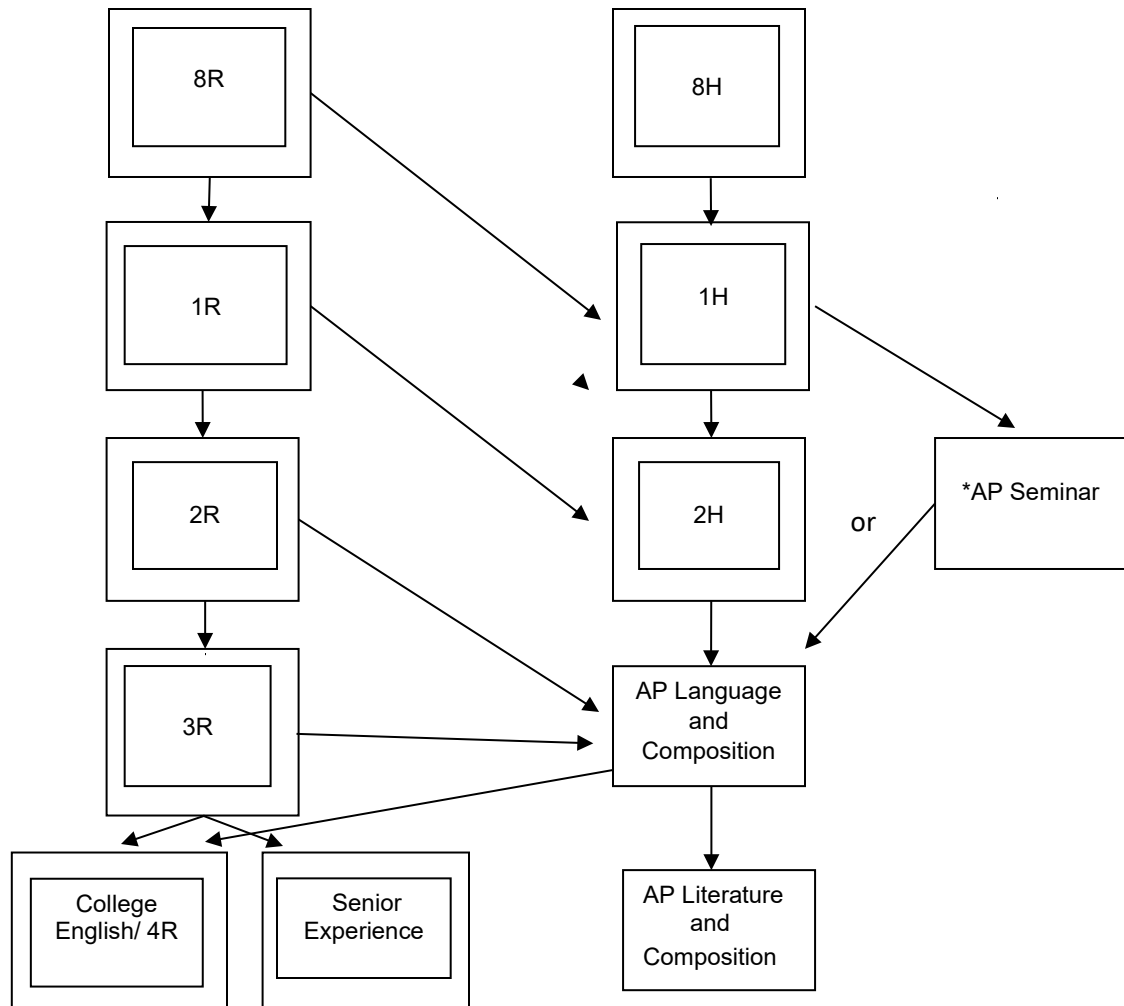 8R
8H
1R
1H
2R
2H
or
*AP Seminar
3R
AP Language
and
Composition
College
English/ 4R
Senior
Experience
AP Literature
and
Composition